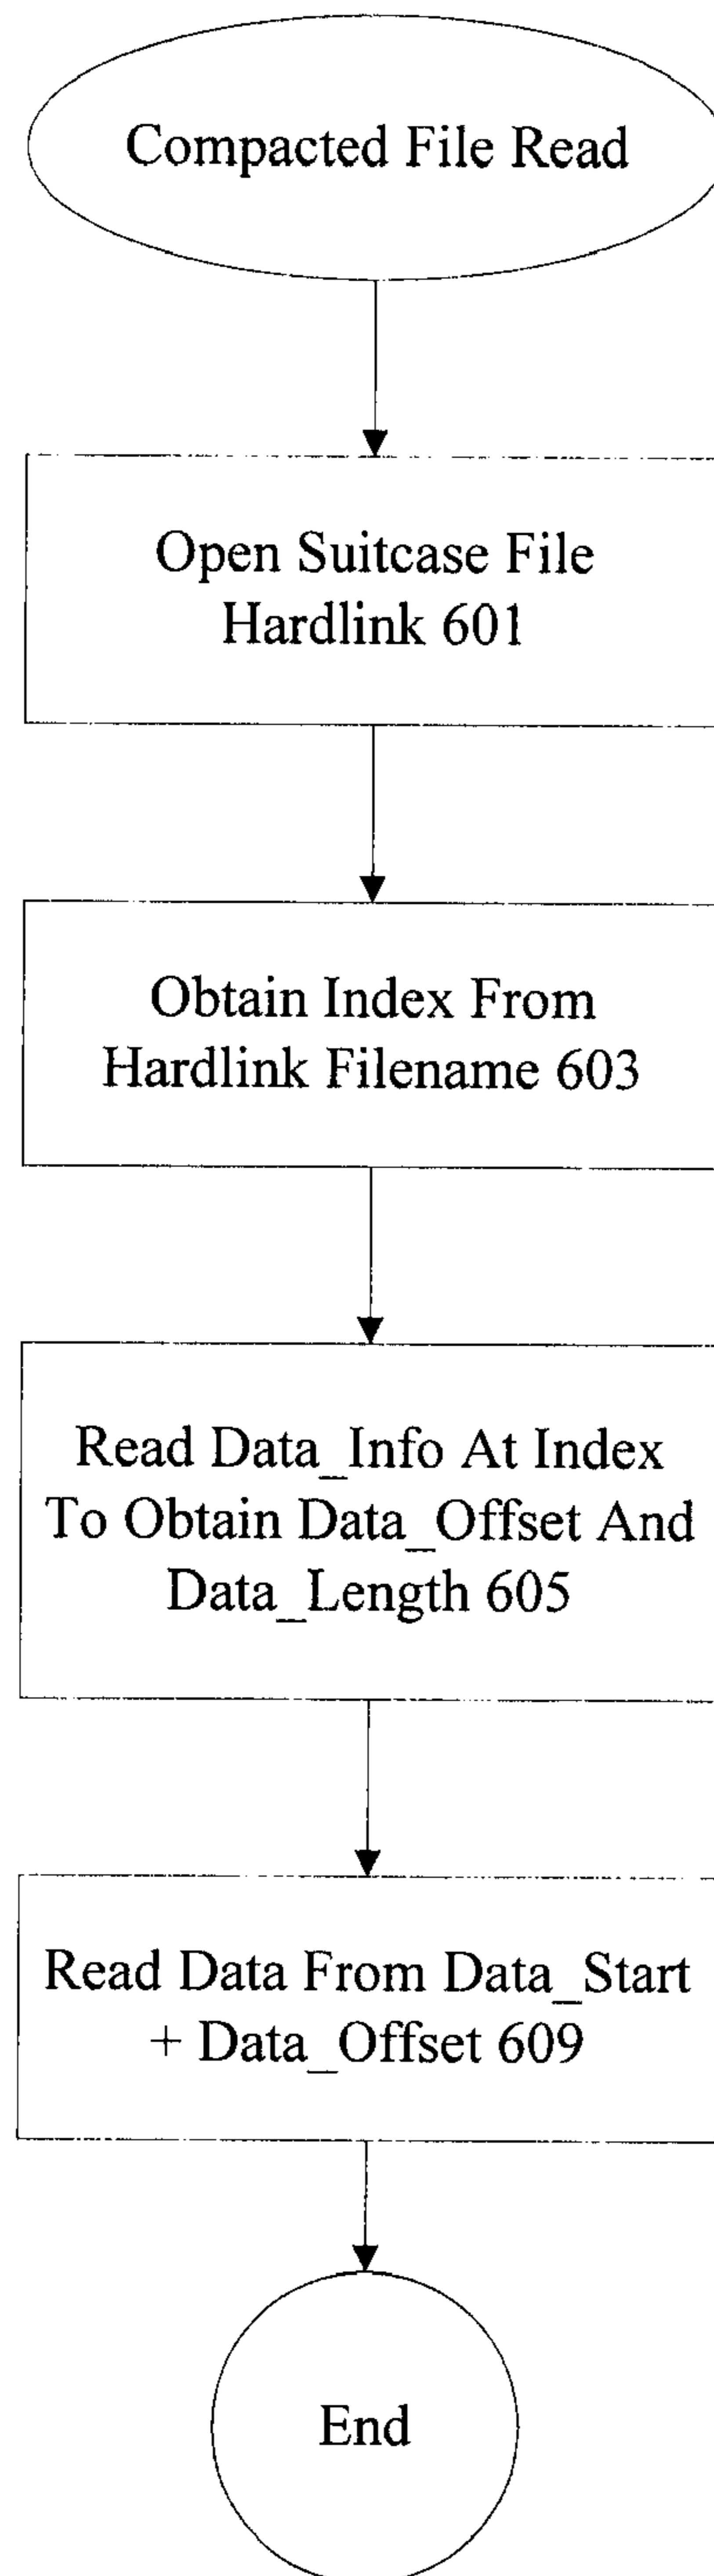 Compacted File Read
Open Suitcase File
Hardlink 601
Obtain Index From
Hardlink Filename 603
Read Data_Info At Index
To Obtain Data_Offset And
Data_Length 605
Read Data From Data_Start
+ Data_Offset 609
End